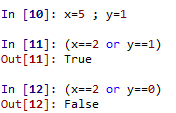 In [10]: x=5 ; y=1
In [11]: (x==2 or y==1)
Out[11]: True
In [12]: (x==2 or y==0)
Out[12]: False